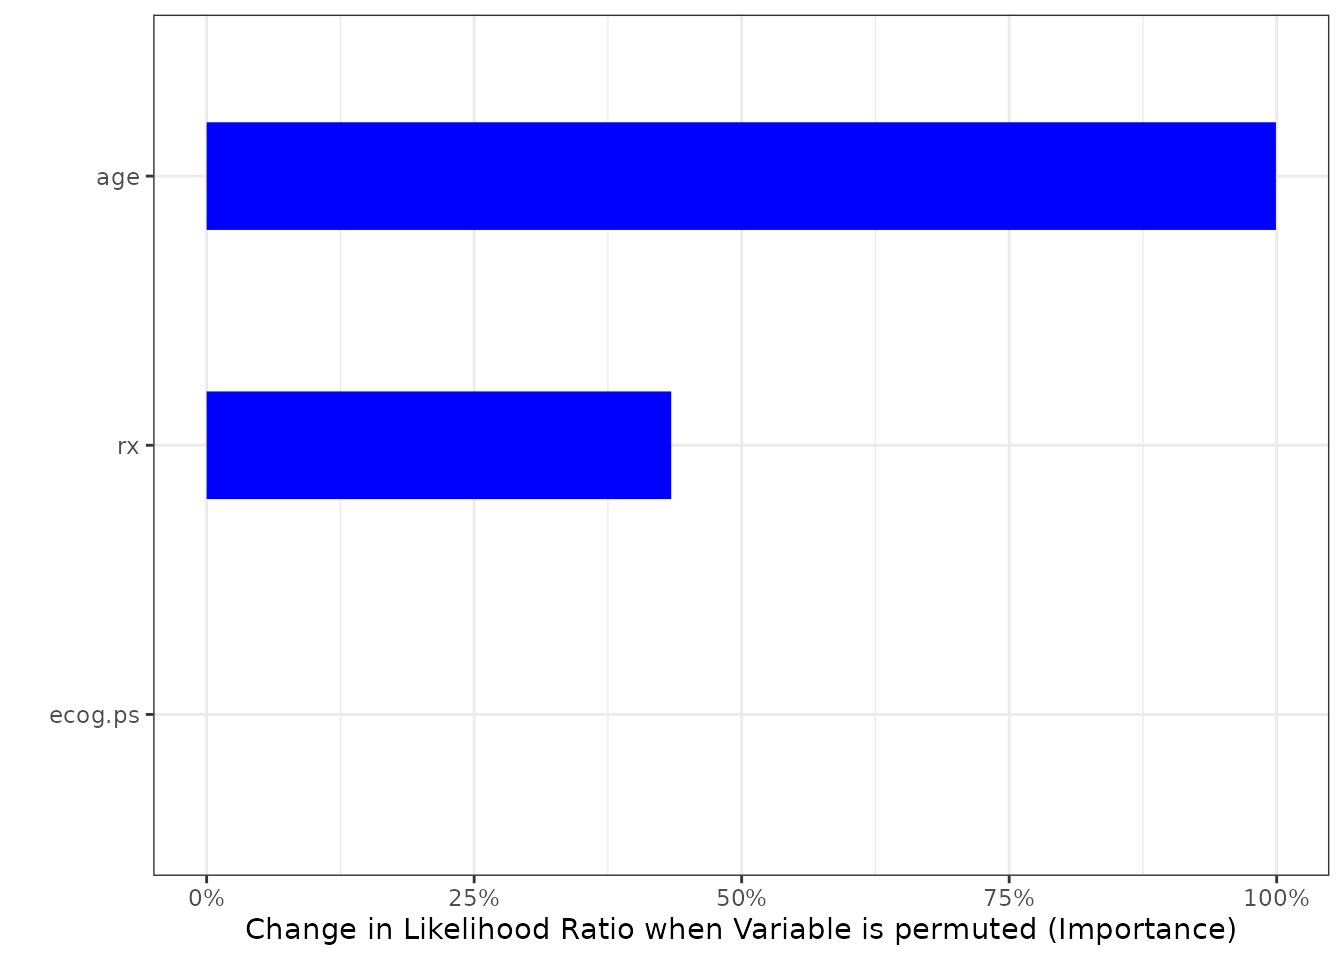 age
rx
ecog.ps
0% 25% 50% 75% 100%
Change in Likelihood Ratio when Variable is permuted (Importance)